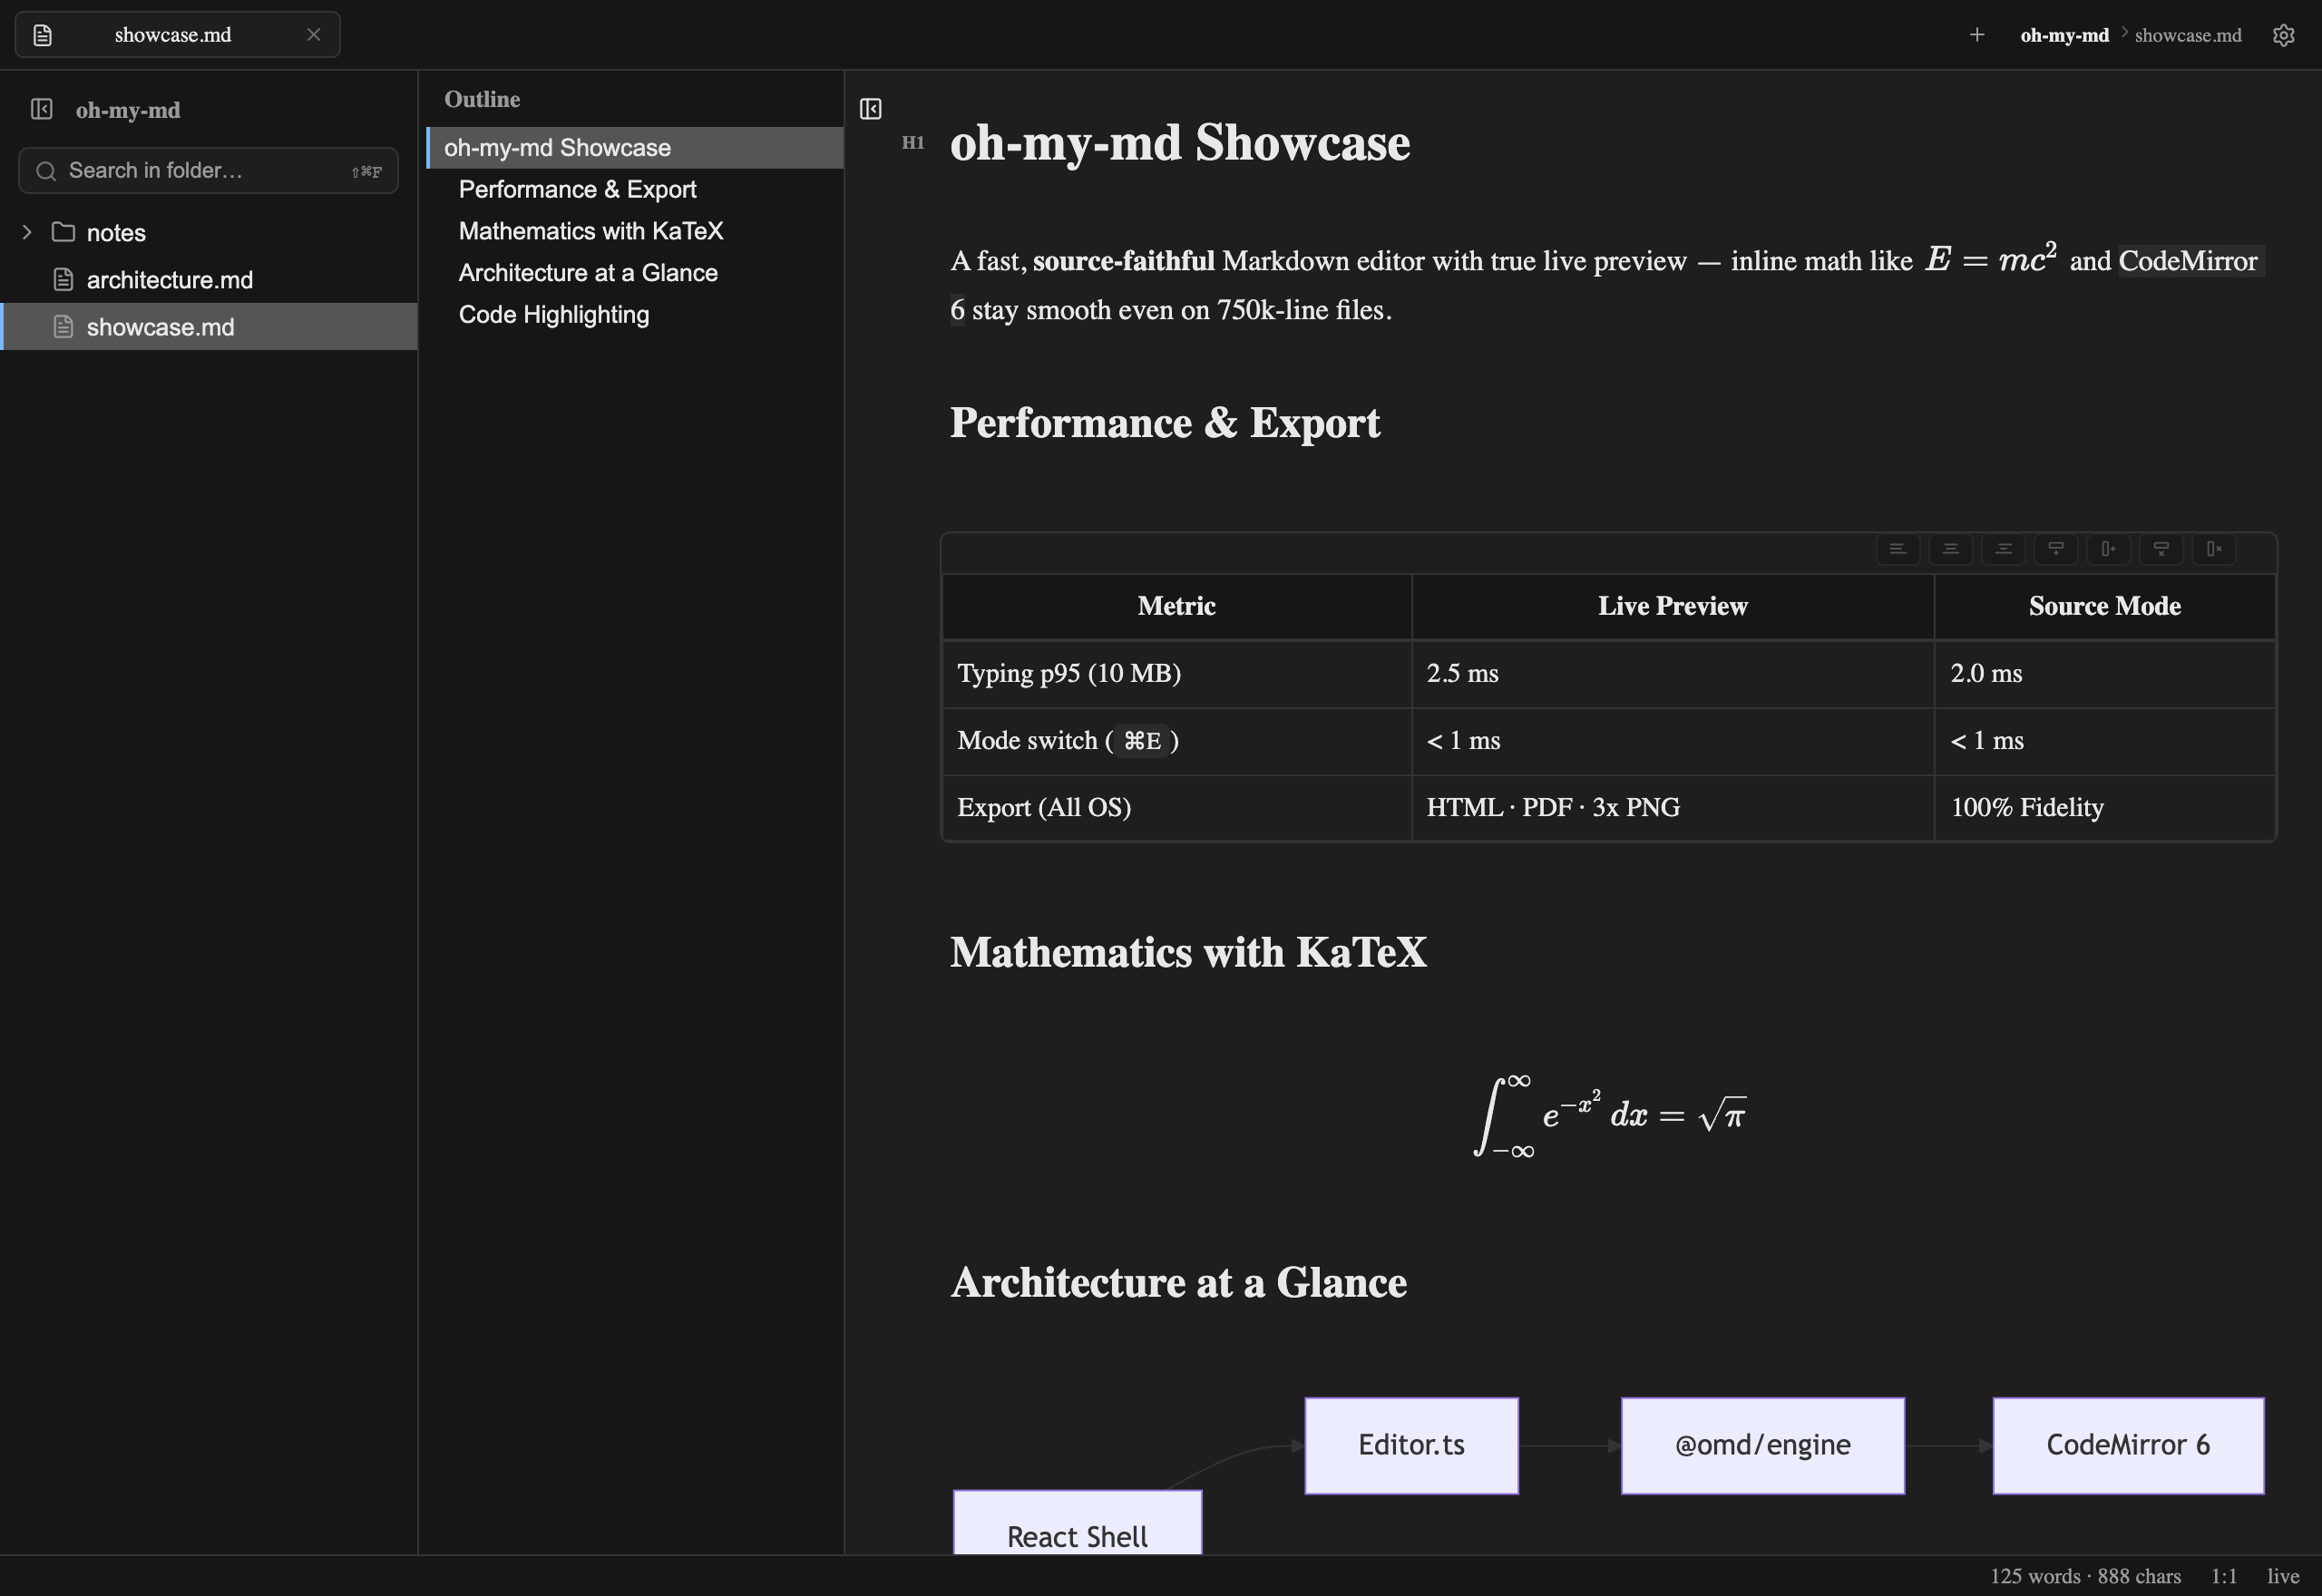 showcase.md
oh-my-md
showcase.md
oh-my-md
Search in folder…
⇧⌘F
notes
architecture.md
showcase.md
Outline
oh-my-md Showcase
Performance & Export
Mathematics with KaTeX
Architecture at a Glance
Code Highlighting
H1
oh-my-md Showcase
A fast, source-faithful Markdown editor with true live preview — inline math like E = mc² and CodeMirror
6 stay smooth even on 750k-line files.
Performance & Export
Metric Live Preview Source Mode
Typing p95 (10 MB) 2.5 ms 2.0 ms
Mode switch ( ⌘E ) < 1 ms < 1 ms
Export (All OS) HTML · PDF · 3x PNG 100% Fidelity
Mathematics with KaTeX
∫_{-∞}^{∞} e^{-x²} dx = √π
Architecture at a Glance
Editor.ts @omd/engine CodeMirror 6
React Shell
125 words · 888 chars 1:1 live